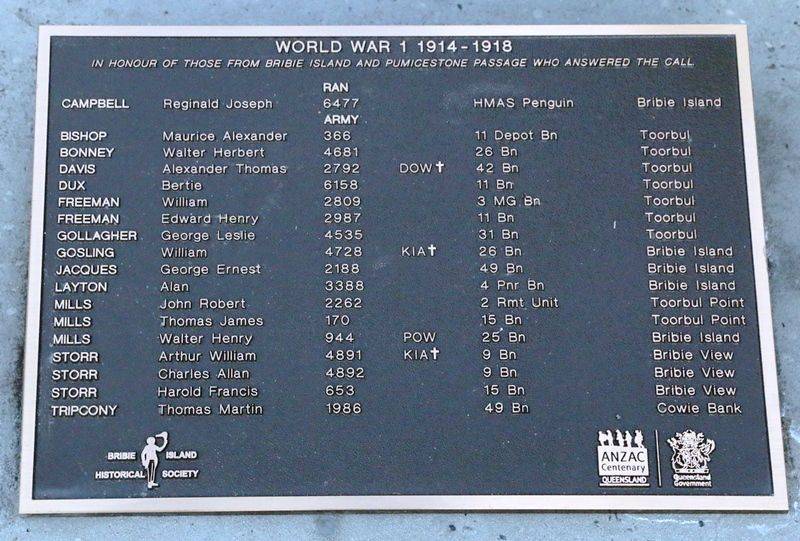 WORLD WAR 1 1914-1918
IN HONOUR OF THOSE FROM BRIBIE ISLAND AND PUMICESTONE PASSAGE WHO ANSWERED THE CALL
RAN
CAMPBELL Reginald Joseph 6477 HMAS Penguin Bribie Island
ARMY
BISHOP Maurice Alexander 366 11 Depot Bn Toorbul
BONNEY Walter Herbert 4681 26 Bn Toorbul
DAVIS Alexander Thomas 2792 DOW✝ 42 Bn Toorbul
DUX Bertie 6158 11 Bn Toorbul
FREEMAN William 2809 3 MG Bn Toorbul
FREEMAN Edward Henry 2987 11 Bn Toorbul
GOLLAGHER George Leslie 4535 31 Bn Toorbul
GOSLING William 4728 KIA✝ 26 Bn Bribie Island
JACQUES George Ernest 2188 49 Bn Bribie Island
LAYTON Alan 3388 4 Pnr Bn Bribie Island
MILLS John Robert 2262 2 Rmt Unit Toorbul Point
MILLS Thomas James 170 15 Bn Toorbul Point
MILLS Walter Henry 944 POW 25 Bn Bribie Island
STORR Arthur William 4891 KIA✝ 9 Bn Bribie View
STORR Charles Allan 4892 9 Bn Bribie View
STORR Harold Francis 653 15 Bn Bribie View
TRIPCONY Thomas Martin 1986 49 Bn Cowie Bank
BRIBIE ISLAND
HISTORICAL SOCIETY
ANZAC
Centenary
QUEENSLAND
Queensland
Government